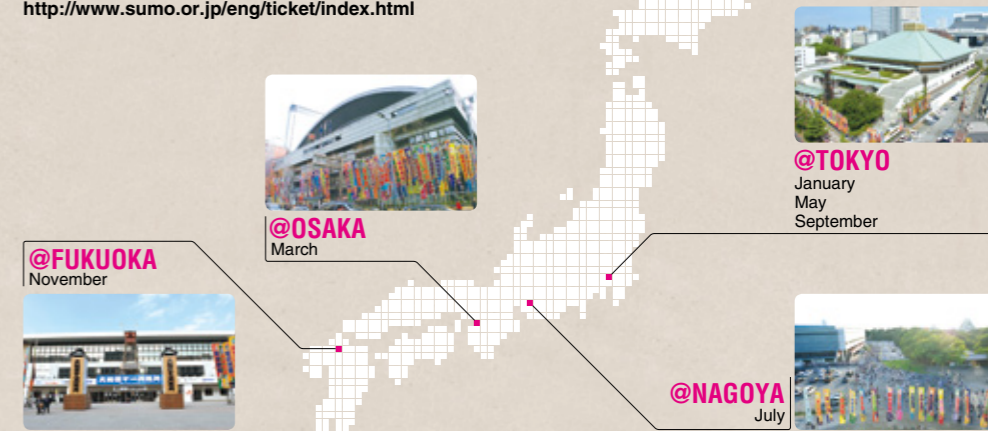 http://www.sumo.or.jp/eng/ticket/index.html
@TOKYO
January
May
September
@OSAKA
March
@FUKUOKA
November
@NAGOYA
July